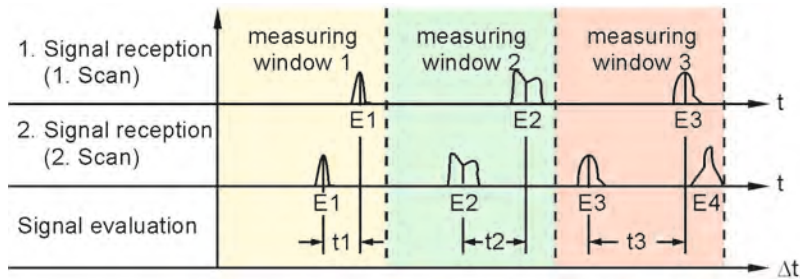 1. Signal reception
(1. Scan)
measuring
window 1
measuring
window 2
measuring
window 3
t
E1
E2
E3
2. Signal reception
(2. Scan)
t
E1
E2
E3
E4
Signal evaluation
t1
t2
t3
Δt